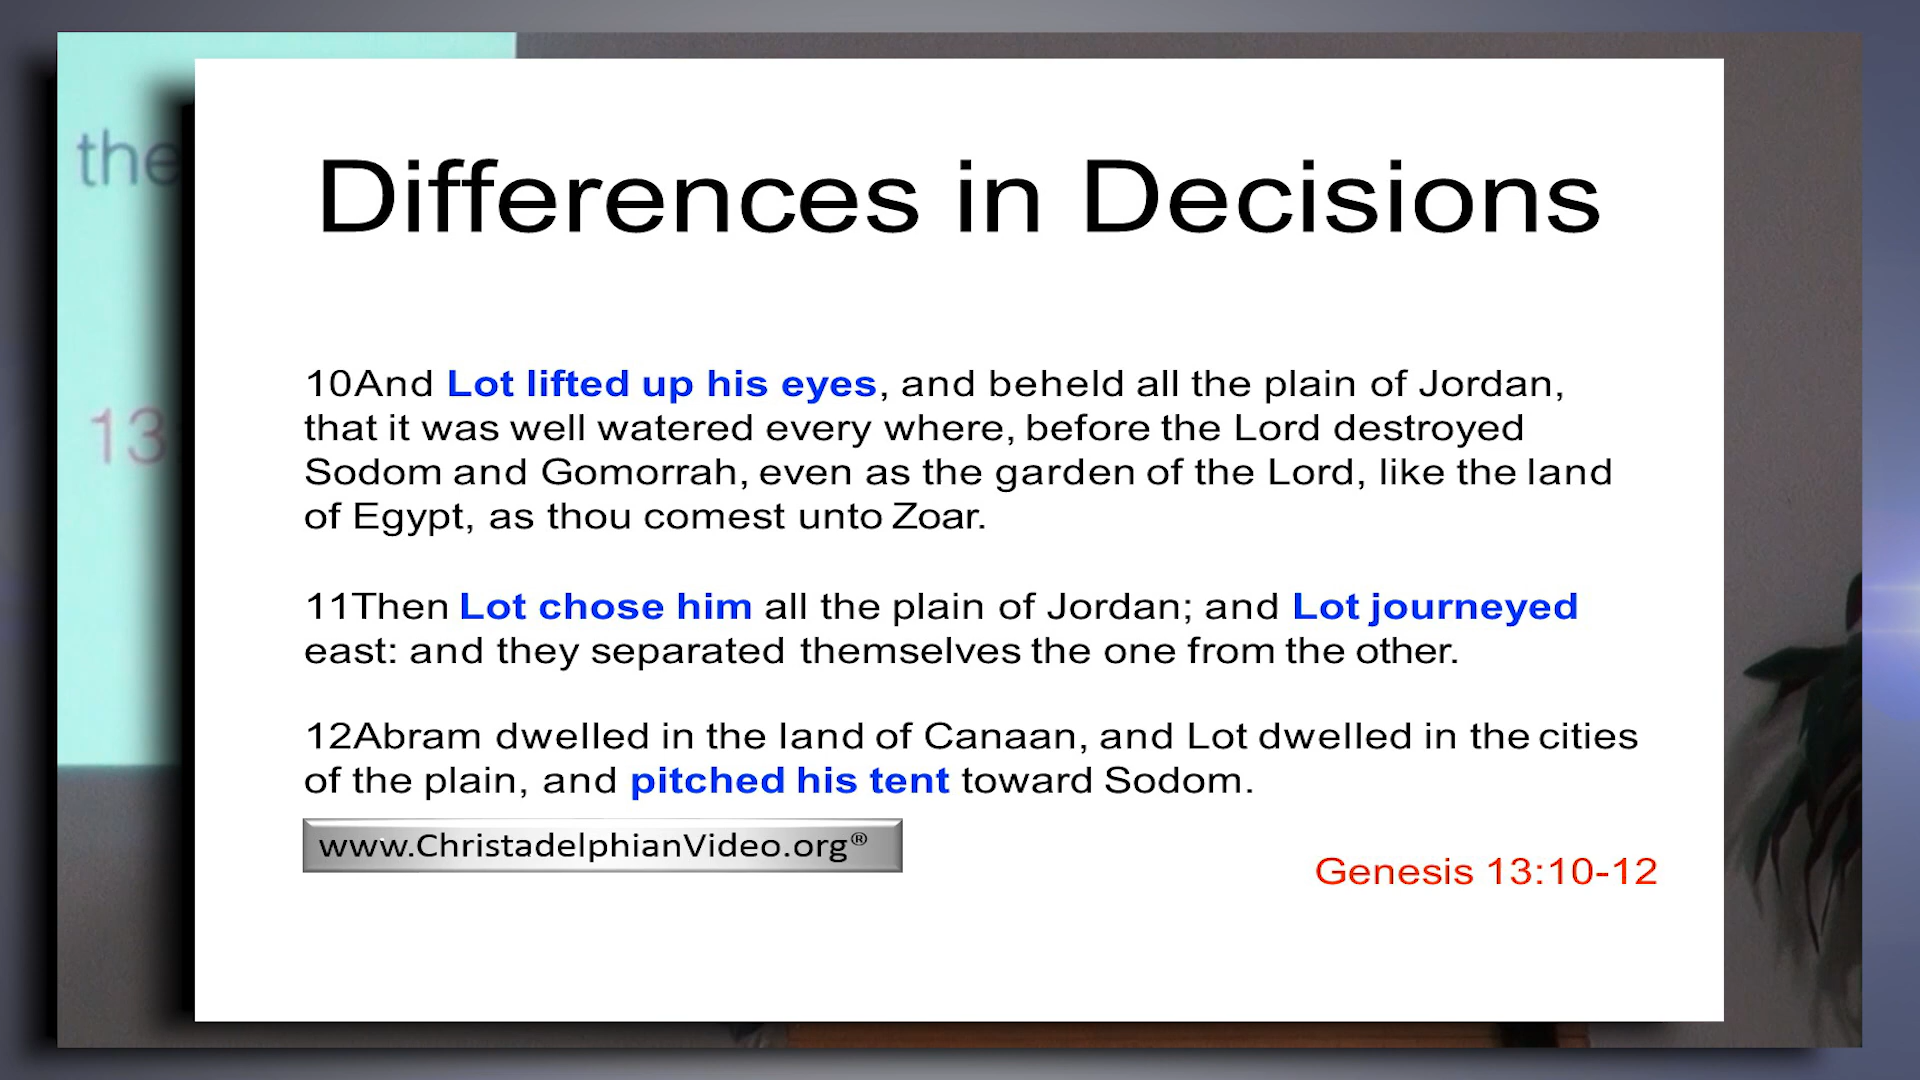 the
13:
Differences in Decisions
10And Lot lifted up his eyes, and beheld all the plain of Jordan,
that it was well watered every where, before the Lord destroyed
Sodom and Gomorrah, even as the garden of the Lord, like the land
of Egypt, as thou comest unto Zoar.
11Then Lot chose him all the plain of Jordan; and Lot journeyed
east: and they separated themselves the one from the other.
12Abram dwelled in the land of Canaan, and Lot dwelled in the cities
of the plain, and pitched his tent toward Sodom.
www.ChristadelphianVideo.org®
Genesis 13:10-12